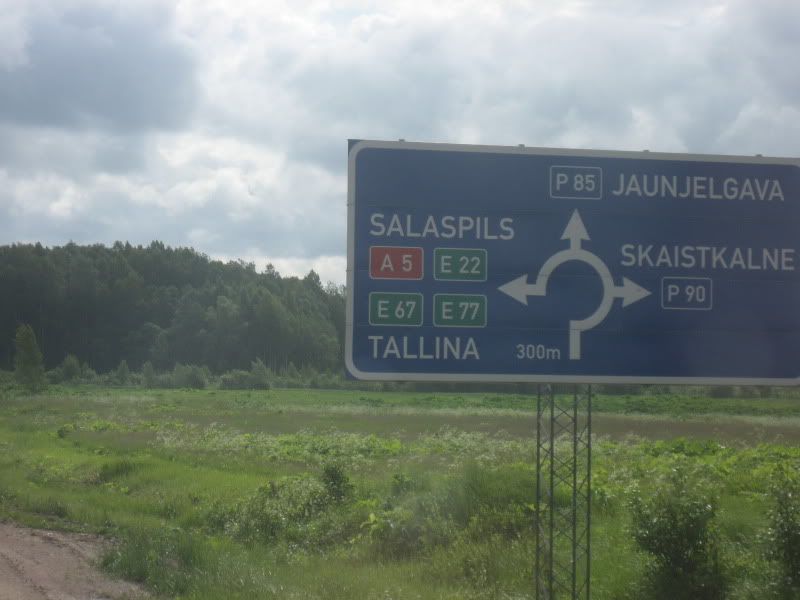 P 85 JAUNJELGAVA
SALASPILS
A 5 E 22
E 67 E 77
TALLINA
SKAISTKALNE
P 90
300m